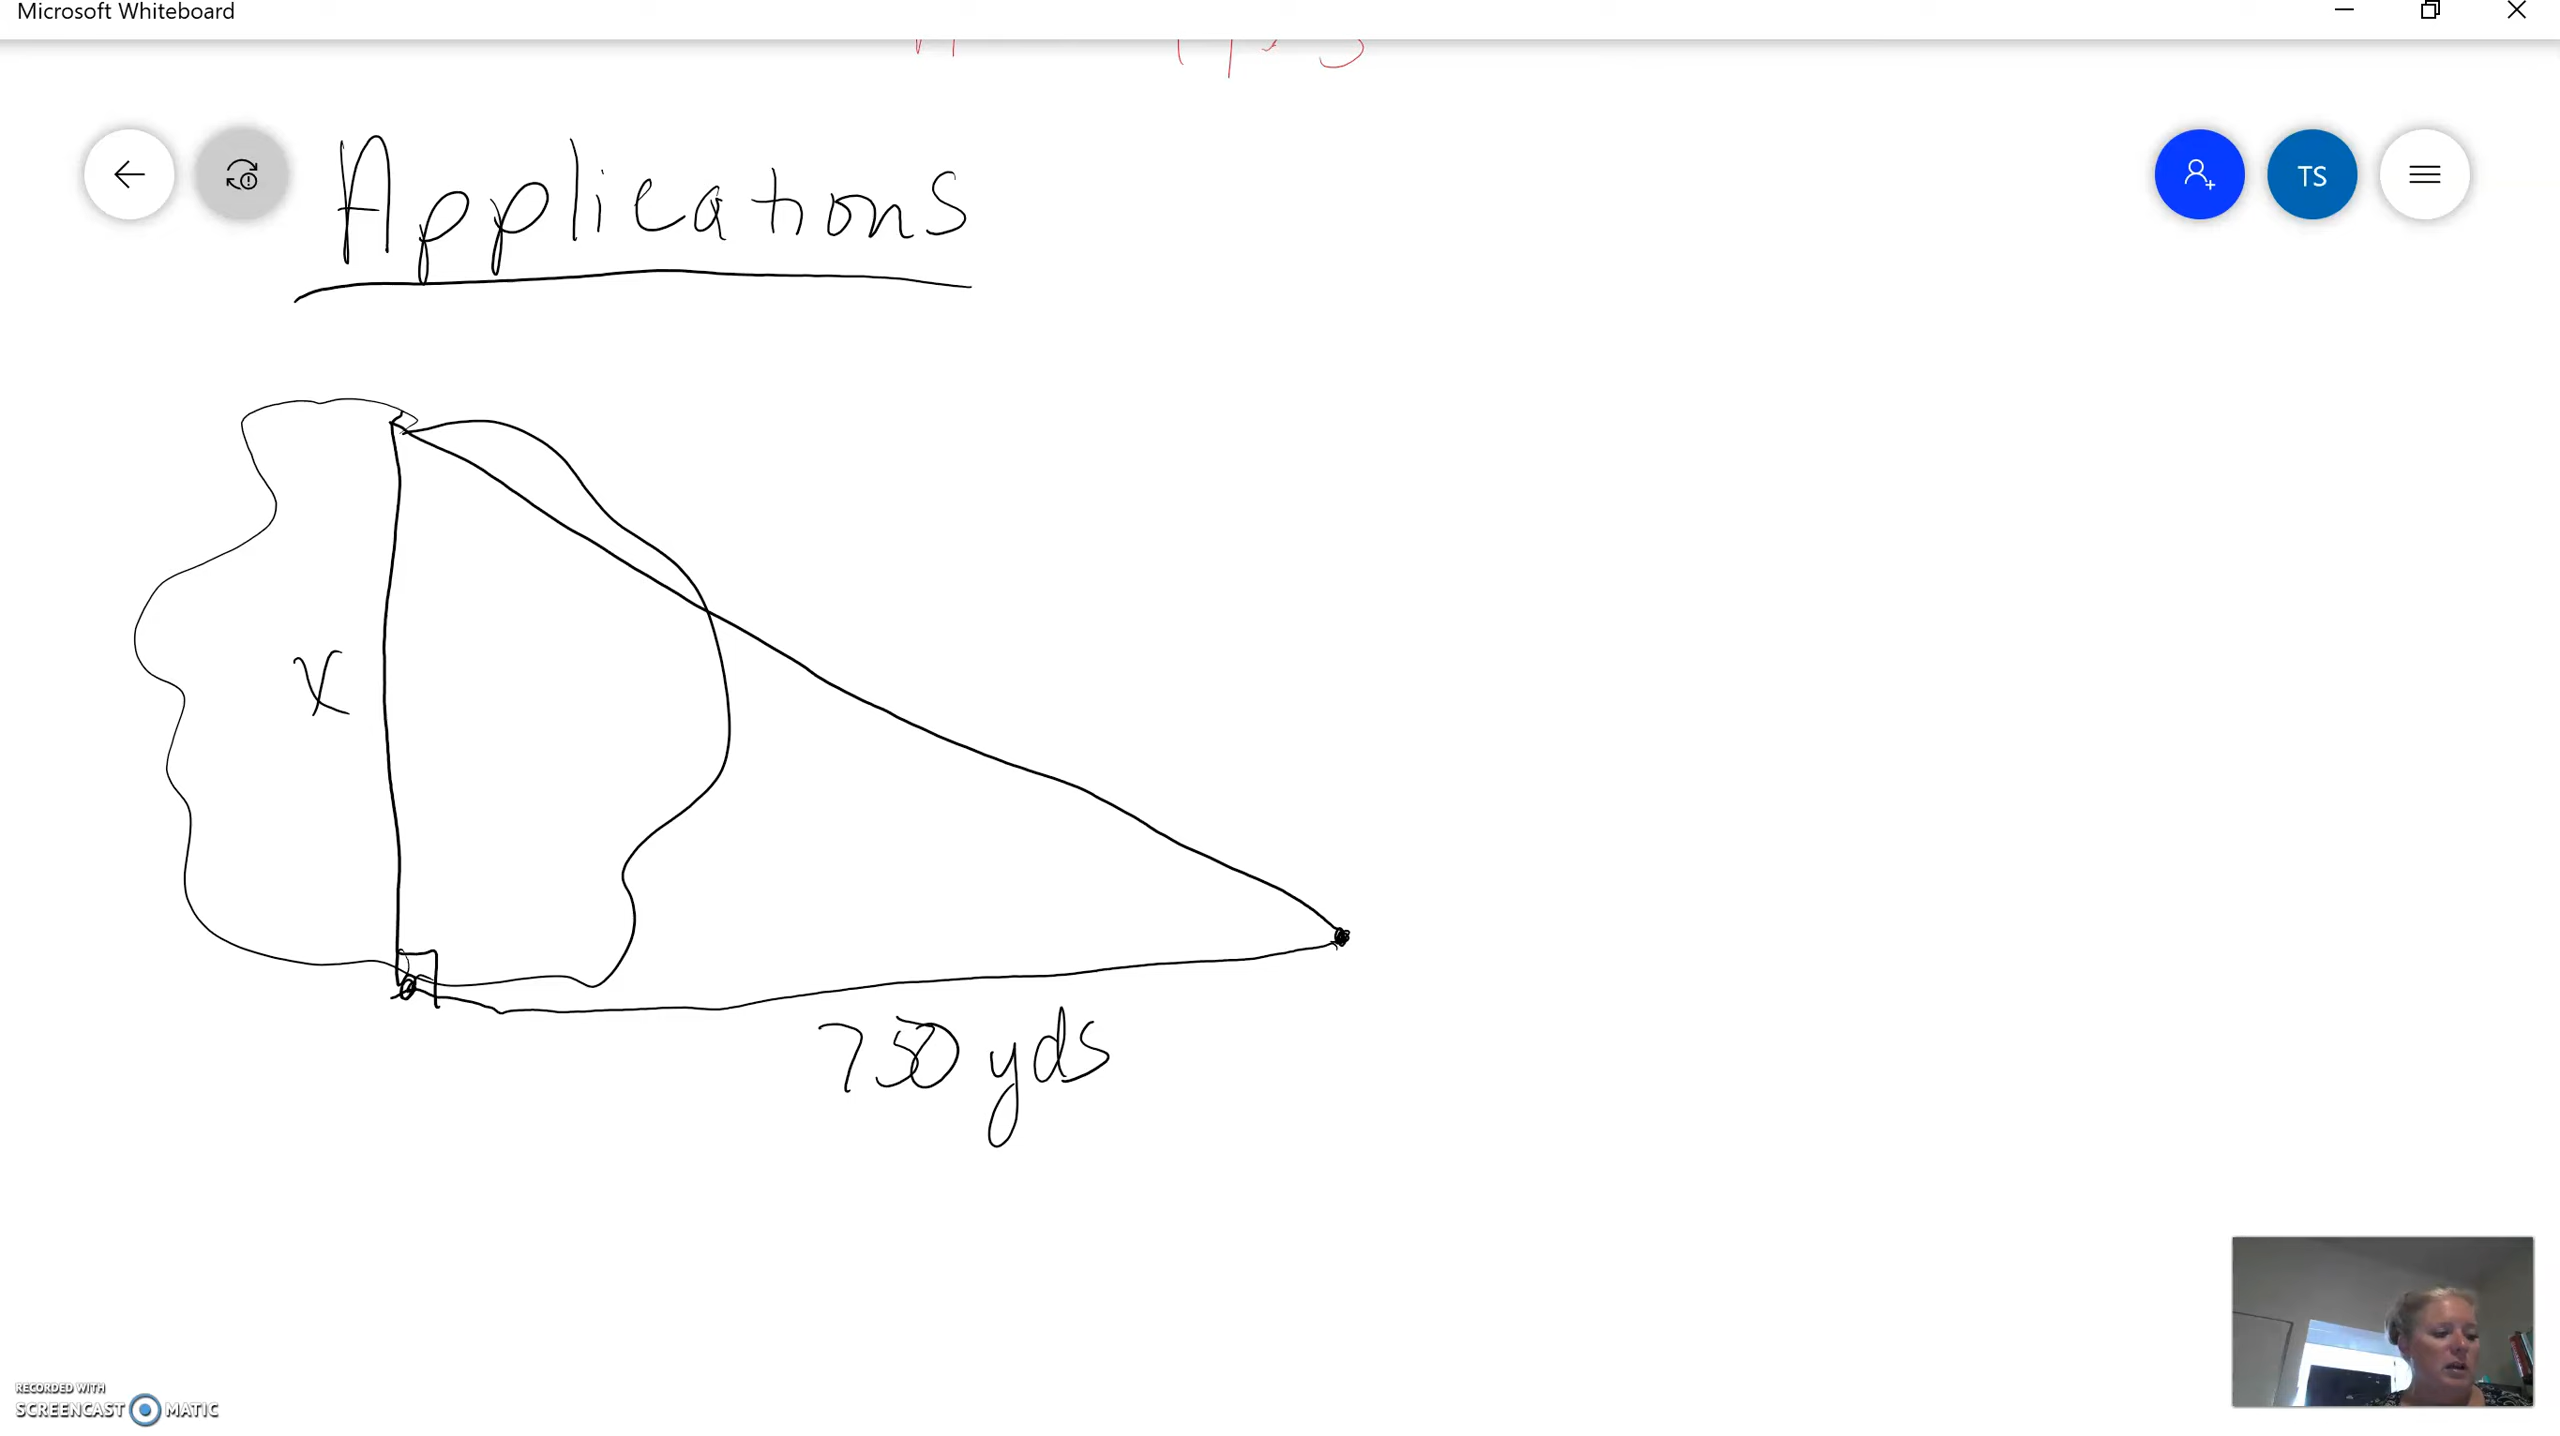 Microsoft Whiteboard
Applications
TS
x
750 yds
RECORDED WITH
SCREENCAST MATIC